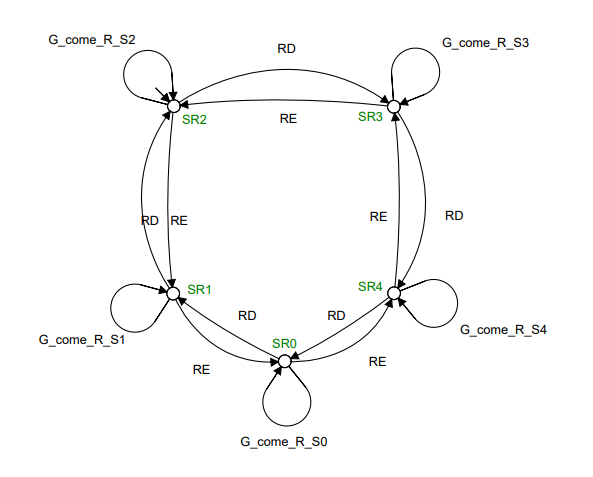 G_come_R_S2
RD
G_come_R_S3
SR2
RE
SR3
RD
RE
RE
RD
SR1
SR4
RD
RD
G_come_R_S1
SR0
G_come_R_S4
RE
RE
G_come_R_S0